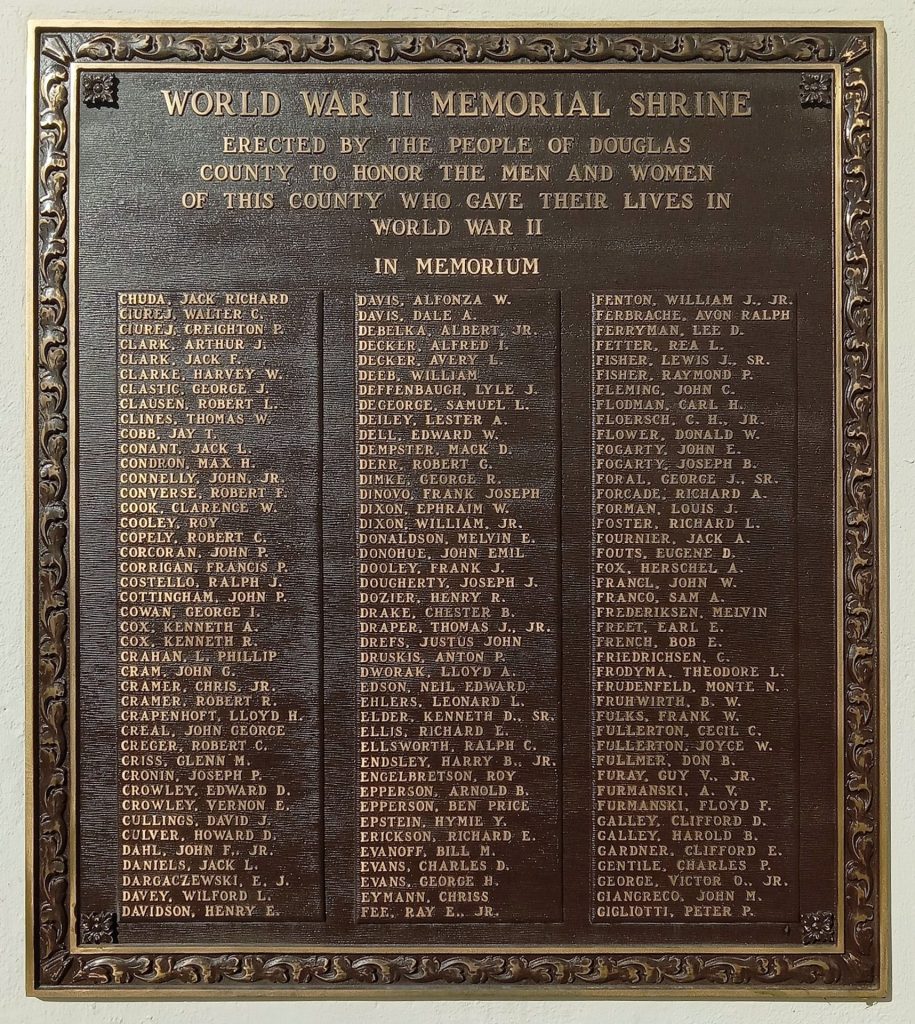 WORLD WAR II MEMORIAL SHRINE
ERECTED BY THE PEOPLE OF DOUGLAS
COUNTY TO HONOR THE MEN AND WOMEN
OF THIS COUNTY WHO GAVE THEIR LIVES IN
WORLD WAR II
IN MEMORIUM
CHUDA, JACK RICHARD
CIUREJ, WALTER C.
CIUREJ, CREIGHTON P.
CLARK, ARTHUR J.
CLARK, JACK F.
CLARKE, HARVEY W.
CLASTIC, GEORGE J.
CLAUSEN, ROBERT L.
CLINES, THOMAS W.
COBB, JAY T.
CONANT, JACK L.
CONDRON, MAX H.
CONNELLY, JOHN, JR.
CONVERSE, ROBERT F.
COOK, CLARENCE W.
COOLEY, ROY
COPELY, ROBERT C.
CORCORAN, JOHN P.
CORRIGAN, FRANCIS P.
COSTELLO, RALPH J.
COTTINGHAM, JOHN P.
COWAN, GEORGE I.
COX, KENNETH A.
COX, KENNETH R.
CRAHAN, L. PHILLIP
CRAM, JOHN G.
CRAMER, CHRIS, JR.
CRAMER, ROBERT R.
CRAPENHOFT, LLOYD H.
CREAL, JOHN GEORGE
CREGER, ROBERT C.
CRISS, GLENN M.
CRONIN, JOSEPH P.
CROWLEY, EDWARD D.
CROWLEY, VERNON E.
CULLINGS, DAVID J.
CULVER, HOWARD D.
DAHL, JOHN F., JR.
DANIELS, JACK L.
DARGACZEWSKI, E. J.
DAVEY, WILFORD L.
DAVIDSON, HENRY E.
DAVIS, ALFONZA W.
DAVIS, DALE A.
DEBELKA, ALBERT, JR.
DECKER, ALFRED I.
DECKER, AVERY L.
DEEB, WILLIAM
DEFFENBAUGH, LYLE J.
DEGEORGE, SAMUEL L.
DEILEY, LESTER A.
DELL, EDWARD W.
DEMPSTER, MACK D.
DERR, ROBERT G.
DIMKE, GEORGE R.
DINOVO, FRANK JOSEPH
DIXON, EPHRAIM W.
DIXON, WILLIAM, JR.
DONALDSON, MELVIN E.
DONOHUE, JOHN EMIL
DOOLEY, FRANK J.
DOUGHERTY, JOSEPH J.
DOZIER, HENRY R.
DRAKE, CHESTER B.
DRAPER, THOMAS J., JR.
DREFS, JUSTUS JOHN
DRUSKIS, ANTON P.
DWORAK, LLOYD A.
EDSON, NEIL EDWARD
EHLERS, LEONARD L.
ELDER, KENNETH D., SR.
ELLIS, RICHARD E.
ELLSWORTH, RALPH C.
ENDSLEY, HARRY B., JR.
ENGELBRETSON, ROY
EPPERSON, ARNOLD B.
EPPERSON, BEN PRICE
EPSTEIN, HYMIE Y.
ERICKSON, RICHARD E.
EVANOFF, BILL M.
EVANS, CHARLES D.
EVANS, GEORGE H.
EYMANN, CHRISS
FEE, RAY E., JR.
FENTON, WILLIAM J., JR.
FERBRACHE, AVON RALPH
FERRYMAN, LEE D.
FETTER, REA L.
FISHER, LEWIS J., SR.
FISHER, RAYMOND P.
FLEMING, JOHN C.
FLODMAN, CARL H.
FLOERSCH, C. H., JR.
FLOWER, DONALD W.
FOGARTY, JOHN E.
FOGARTY, JOSEPH B.
FORAL, GEORGE J., SR.
FORCADE, RICHARD A.
FORMAN, LOUIS J.
FOSTER, RICHARD L.
FOURNIER, JACK A.
FOUTS, EUGENE D.
FOX, HERSCHEL A.
FRANCL, JOHN W.
FRANCO, SAM A.
FREDERIKSEN, MELVIN
FREET, EARL E.
FRENCH, BOB E.
FRIEDRICHSEN, C.
FRODYMA, THEODORE L.
FRUDENFELD, MONTE N.
FRUHWIRTH, B. W.
FULKS, FRANK W.
FULLERTON, CECIL C.
FULLERTON, JOYCE W.
FULLMER, DON B.
FURAY, GUY V., JR.
FURMANSKI, A. V.
FURMANSKI, FLOYD F.
GALLEY, CLIFFORD D.
GALLEY, HAROLD B.
GARDNER, CLIFFORD E.
GENTILE, CHARLES P.
GEORGE, VICTOR O., JR.
GIANGRECO, JOHN M.
GIGLIOTTI, PETER P.